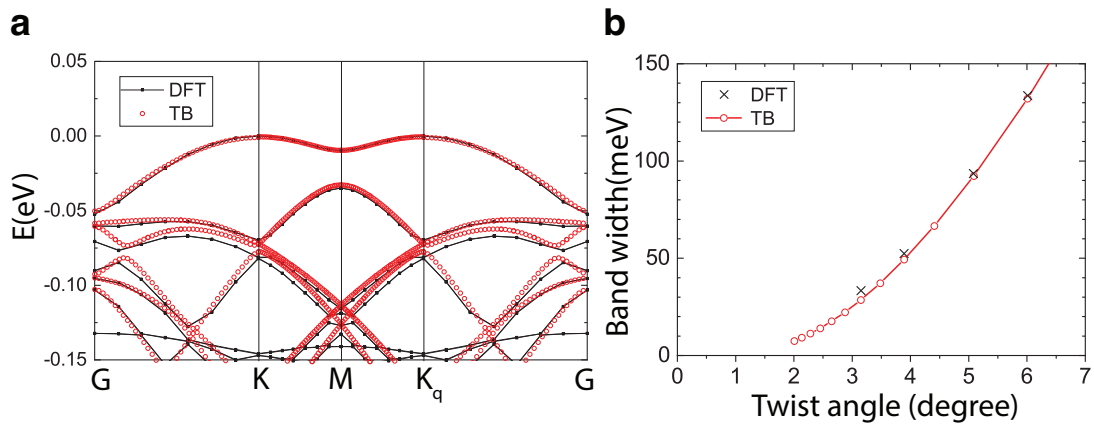 a
0.05
0.00
-0.05
-0.10
-0.15
E(eV)
DFT
TB
G
K
M
Kq
G
b
150
100
50
0
Band width(meV)
DFT
TB
0 1 2 3 4 5 6 7
Twist angle (degree)